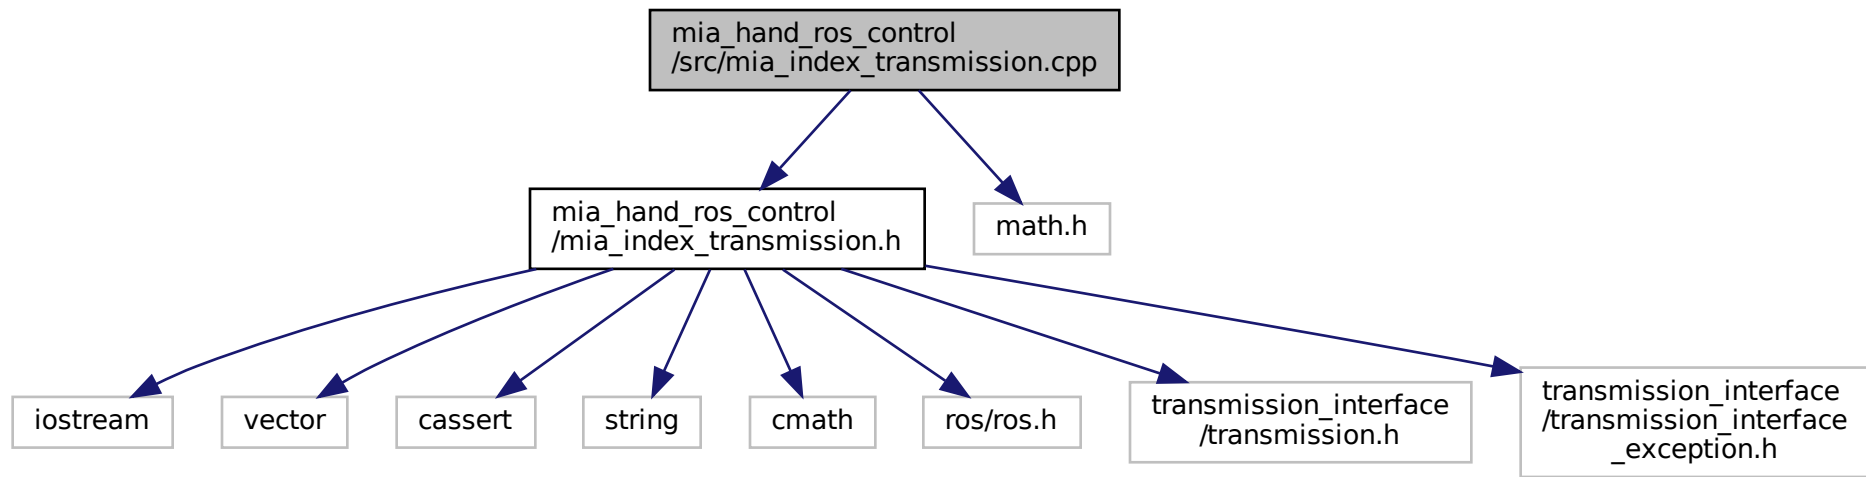 mia_hand_ros_control
/src/mia_index_transmission.cpp
mia_hand_ros_control
/mia_index_transmission.h
math.h
iostream
vector
cassert
string
cmath
ros/ros.h
transmission_interface
/transmission.h
transmission_interface
/transmission_interface
_exception.h